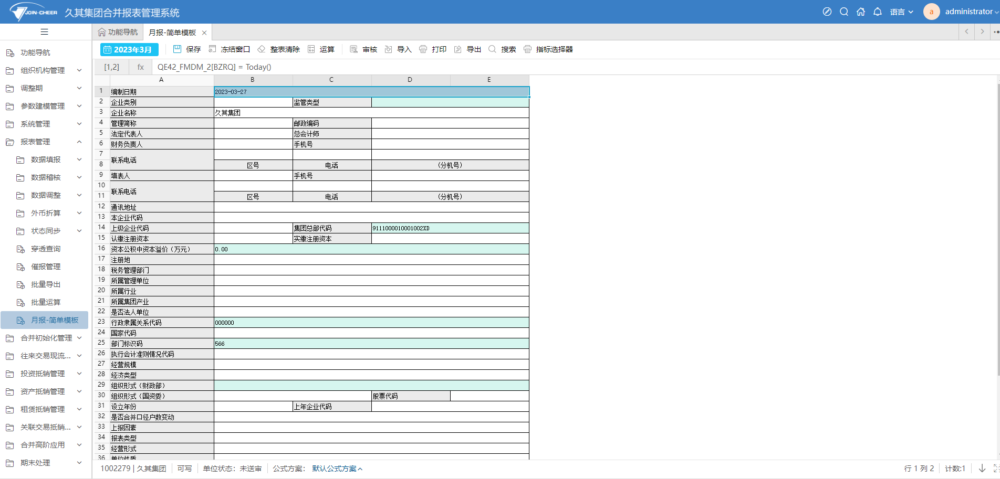 JOIN-CHEER 久其集团合并报表管理系统 语言 a administrator
功能导航 月报-简单模板
2023年3月 保存 冻结窗口 整表清除 运算 审核 导入 打印 导出 搜索 指标选择器
[1,2] fx QE42_FMDM_2[BZRQ] = Today()
功能导航
组织机构管理
调整期
参数建模管理
系统管理
报表管理
数据填报
数据稽核
数据调整
外币折算
状态同步
穿透查询
催报管理
批量导出
批量运算
月报-简单模板
合并初始化管理
往来交易现流...
投资抵销管理
资产抵销管理
租赁抵销管理
关联交易抵销...
合并高阶应用
期末处理
A B C D E
1 编制日期 2023-03-27
2 企业类别 监管类型
3 企业名称 久其集团
4 管理简称 邮政编码
5 法定代表人 总会计师
6 财务负责人 手机号
7
联系电话
8 区号 电话 （分机号）
9 填表人 手机号
10
联系电话
11 区号 电话 （分机号）
12 通讯地址
13 本企业代码
14 上级企业代码 集团总部代码 9111000010001002XD
15 认缴注册资本 实缴注册资本
16 资本公积中资本溢价（万元） 0.00
17 注册地
18 税务管理部门
19 所属管理单位
20 所属行业
21 所属集团产业
22 是否法人单位
23 行政隶属关系代码 000000
24 国家代码
25 部门标识码 566
26 执行会计准则情况代码
27 经营规模
28 经济类型
29 组织形式（财政部）
30 组织形式（国资委） 股票代码
31 设立年份 上年企业代码
32 是否合并口径户数变动
33 上报因素
34 报表类型
35 经营形式
36 单位性质
1002279 | 久其集团 可写 单位状态： 未送审 公式方案： 默认公式方案 行 1 列 2 计数:1